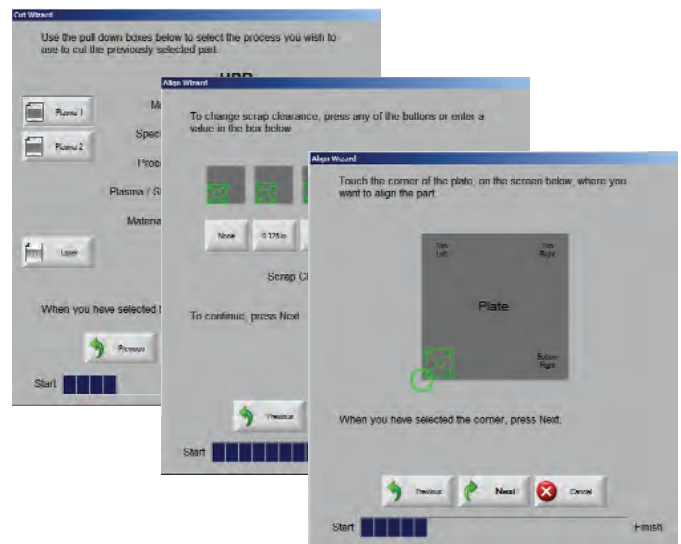 Cut Wizard
Use the pull down boxes below to select the process you wish to
use to cut the previously selected part.
Plasma 1
Plasma 2
Spec
Proc
Plasma / S
Materia
Laser
When you have selected
Previous
Start
Align Wizard
To change scrap clearance, press any of the buttons or enter a
value in the box below
None
0.125in
Scrap Cl
To continue, press Next
Previous
Start
Align Wizard
Touch the corner of the plate, on the screen below, where you
want to align the part.
Top
Left
Top
Right
Plate
Bottom
Right
When you have selected the corner, press Next.
Previous
Next
Cancel
Start
Finish